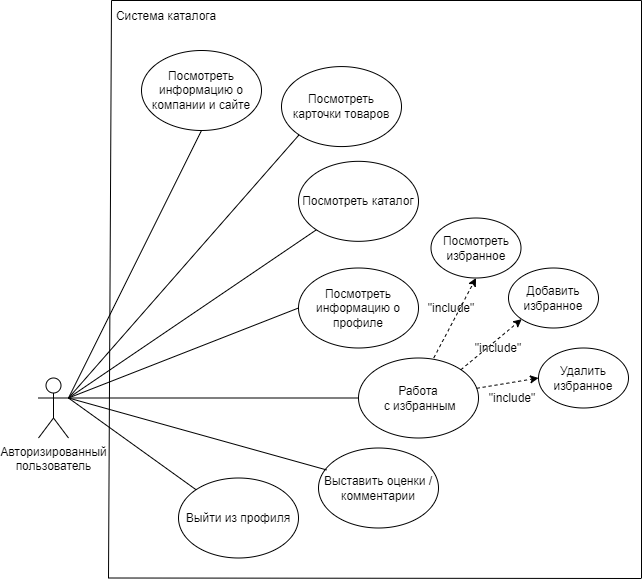 Система каталога
Посмотреть
информацию о
компании и сайте
Посмотреть
карточки товаров
Посмотреть каталог
Посмотреть
избранное
Посмотреть
информацию о
профиле
Добавить
избранное
"include"
"include"
Удалить
избранное
"include"
Работа
с избранным
Авторизированный
пользователь
Выставить оценки /
комментарии
Выйти из профиля